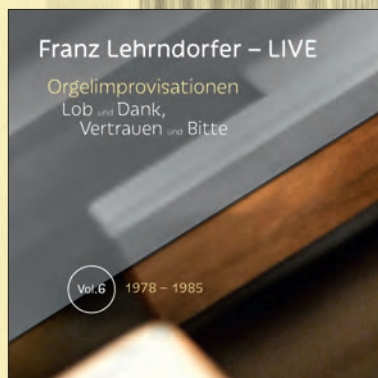 Franz Lehrndorfer – LIVE
Orgelimprovisationen
Lob und Dank,
Vertrauen und Bitte
Vol.6 1978 – 1985